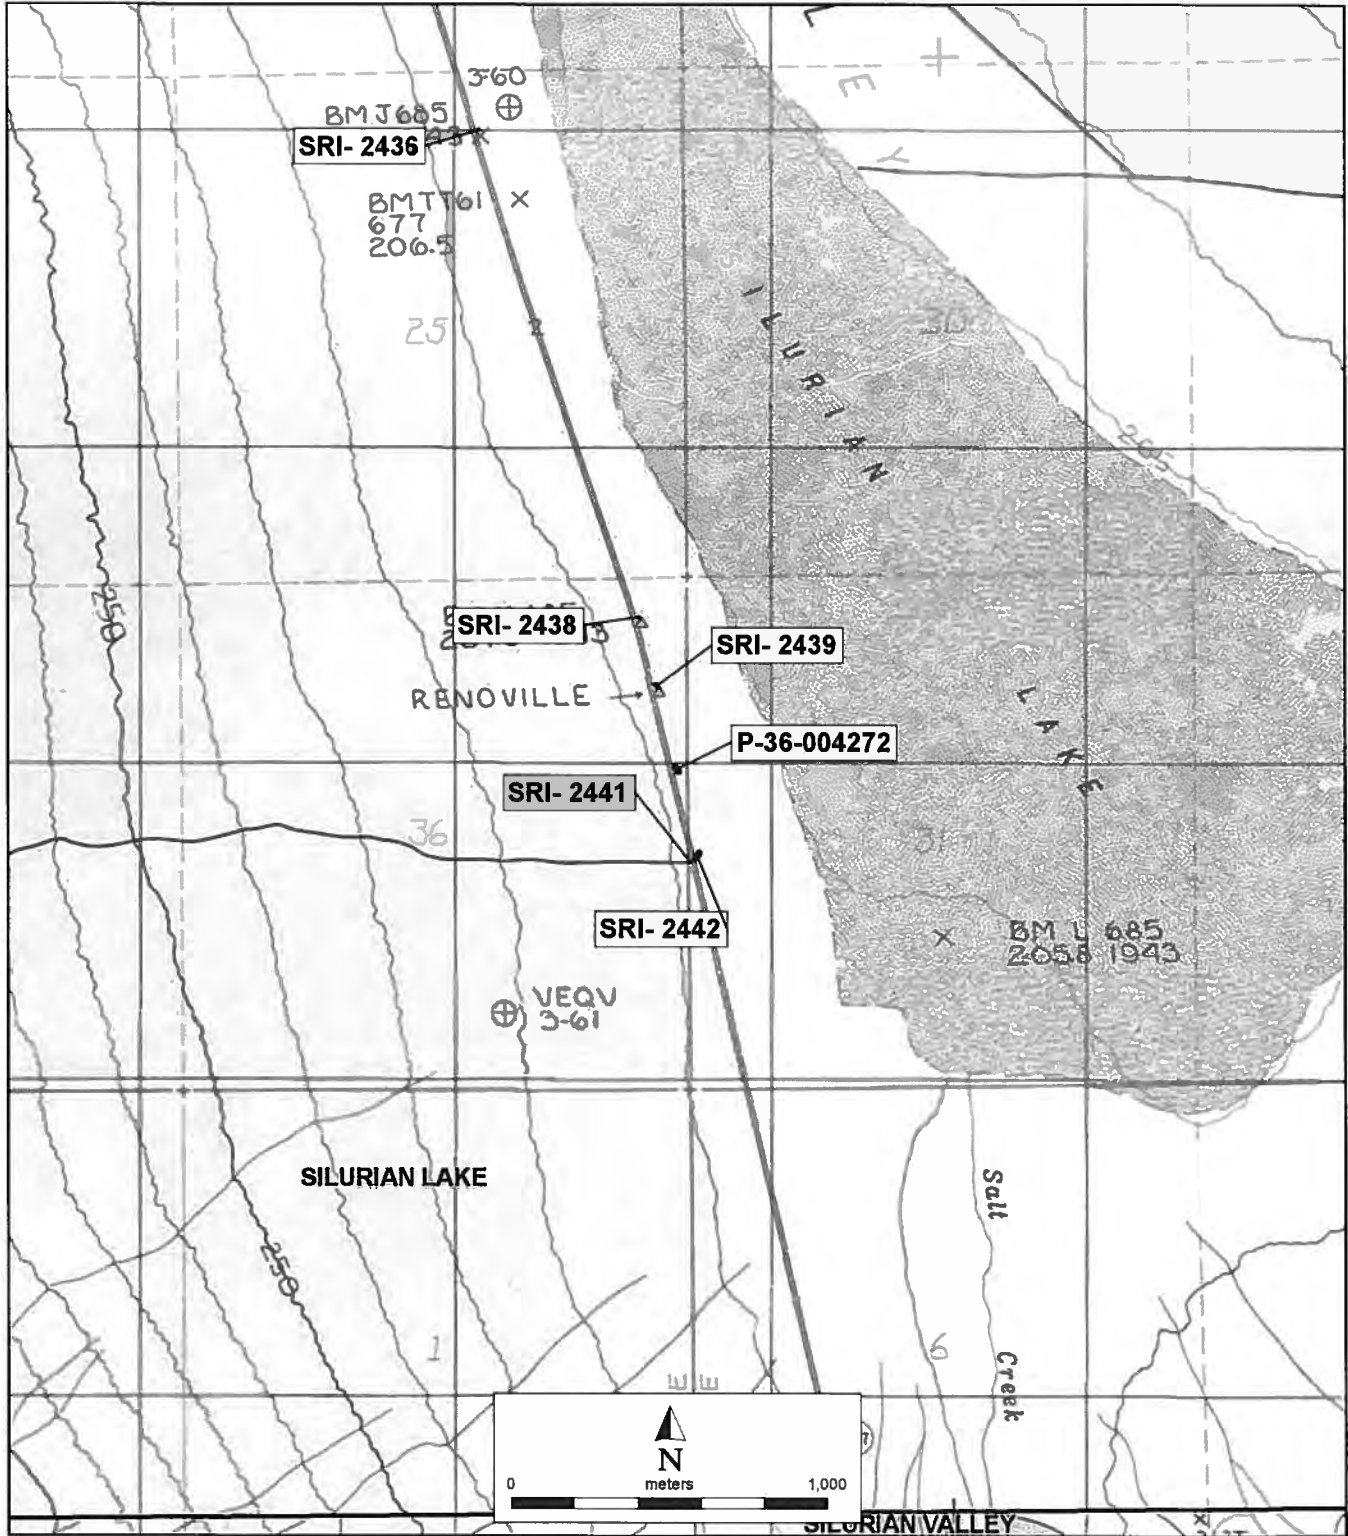 L
E
Y
3-60
BMJ685
SRI- 2436
BMTT61
677
206.5
25
2
I L U R I A N
30
SRI- 2438
SRI- 2439
RENOVILLE
P-36-004272
L A K E
SRI- 2441
36
31
250
SRI- 2442
BM L 685
2058 1943
VEQV
3-61
SILURIAN LAKE
Salt
Creek
250
1
6
E E
N
meters
0 1,000
SILURIAN VALLEY